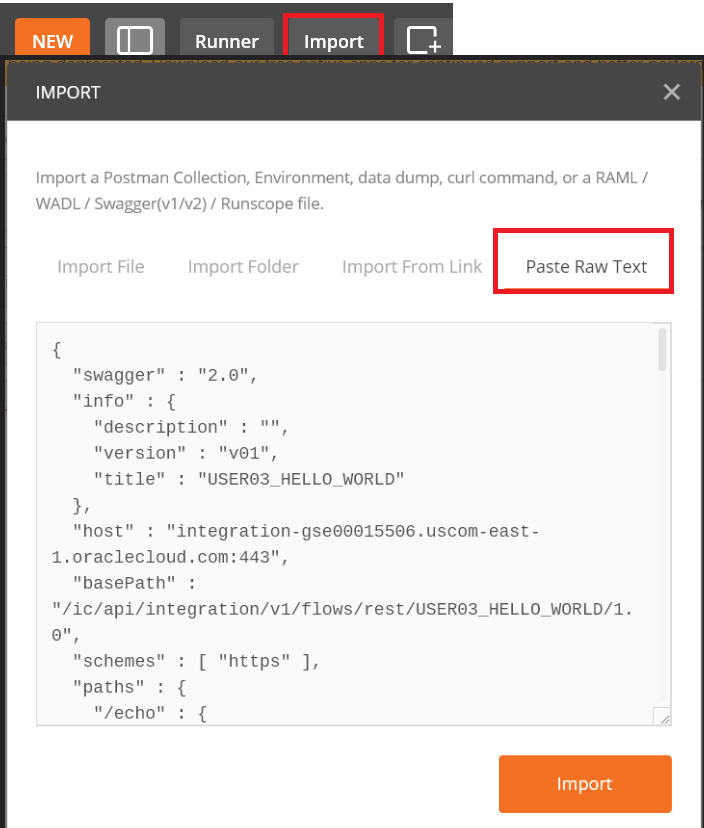 NEW Runner Import
IMPORT
Import a Postman Collection, Environment, data dump, curl command, or a RAML /
WADL / Swagger(v1/v2) / Runscope file.
Import File Import Folder Import From Link Paste Raw Text
{
"swagger" : "2.0",
"info" : {
"description" : "",
"version" : "v01",
"title" : "USER03_HELLO_WORLD"
},
"host" : "integration-gse00015506.uscom-east-
1.oraclecloud.com:443",
"basePath" :
"/ic/api/integration/v1/flows/rest/USER03_HELLO_WORLD/1.
0",
"schemes" : [ "https" ],
"paths" : {
"/echo" : {
Import